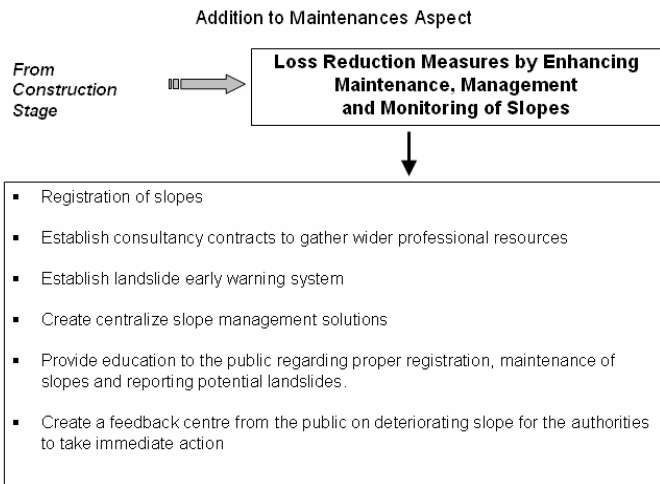 Addition to Maintenances Aspect
From
Construction
Stage
Loss Reduction Measures by Enhancing
Maintenance, Management
and Monitoring of Slopes
▪ Registration of slopes
▪ Establish consultancy contracts to gather wider professional resources
▪ Establish landslide early warning system
▪ Create centralize slope management solutions
▪ Provide education to the public regarding proper registration, maintenance of
slopes and reporting potential landslides.
▪ Create a feedback centre from the public on deteriorating slope for the authorities
to take immediate action